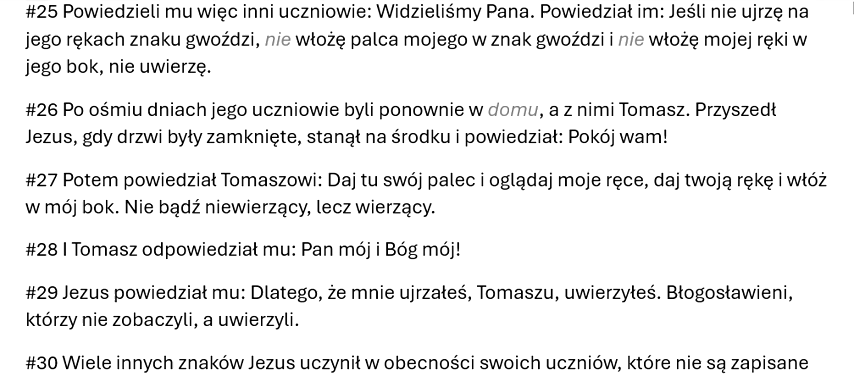 #25 Powiedzieli mu więc inni uczniowie: Widzieliśmy Pana. Powiedział im: Jeśli nie ujrzę na
jego rękach znaku gwoździ, nie włożę palca mojego w znak gwoździ i nie włożę mojej ręki w
jego bok, nie uwierzę.
#26 Po ośmiu dniach jego uczniowie byli ponownie w domu, a z nimi Tomasz. Przyszedł
Jezus, gdy drzwi były zamknięte, stanął na środku i powiedział: Pokój wam!
#27 Potem powiedział Tomaszowi: Daj tu swój palec i oglądaj moje ręce, daj twoją rękę i włóż
w mój bok. Nie bądź niewierzący, lecz wierzący.
#28 I Tomasz odpowiedział mu: Pan mój i Bóg mój!
#29 Jezus powiedział mu: Dlatego, że mnie ujrzałeś, Tomaszu, uwierzyłeś. Błogosławieni,
którzy nie zobaczyli, a uwierzyli.
#30 Wiele innych znaków Jezus uczynił w obecności swoich uczniów, które nie są zapisane